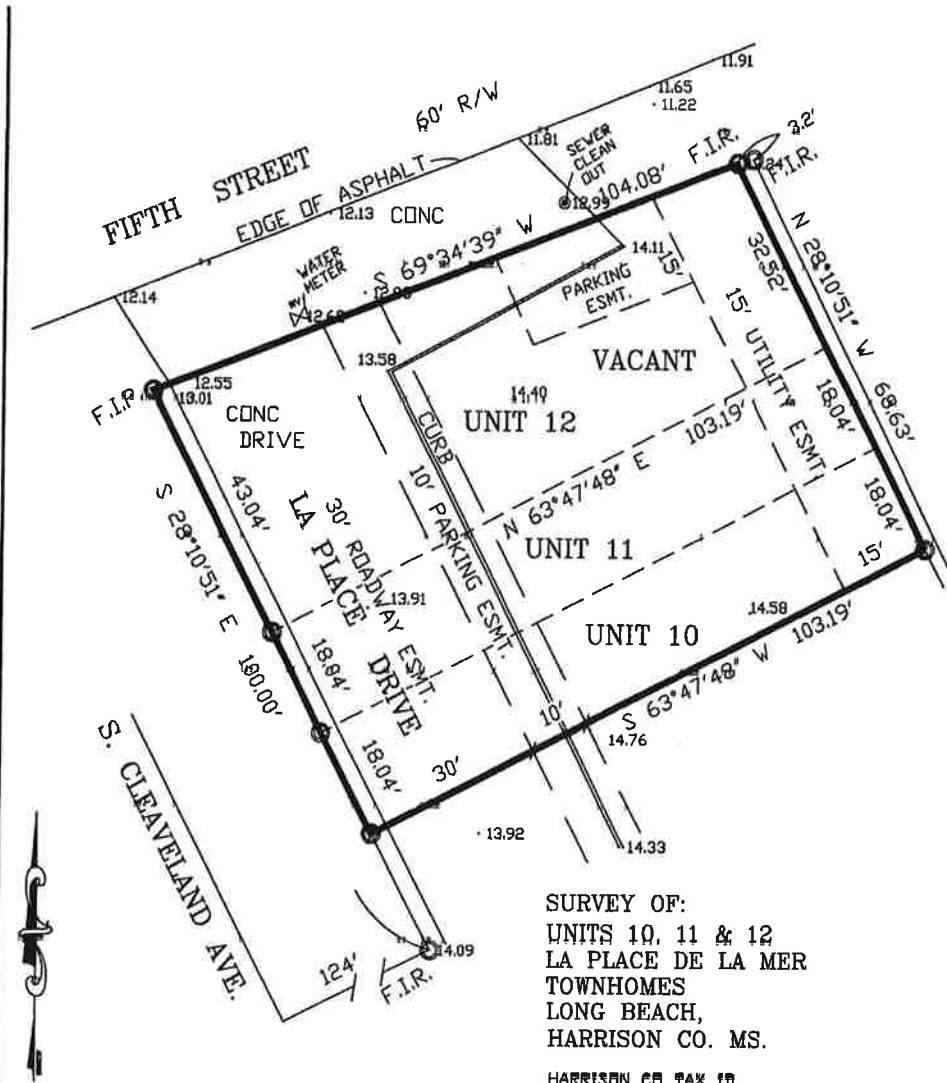 11.91
11.65
11.22
60' R/W
11.81
SEWER
CLEAN
OUT
12.99
F.I.R.
3.2'
F.I.R.
FIFTH STREET
EDGE OF ASPHALT
12.13
CONC
104.08'
S 69°34'39" W
14.11
15'
PARKING
ESMT.
WATER
METER
12.14
13.58
F.I.P.
12.55
13.01
CONC
DRIVE
N 28°10'51" W
68.63'
32.52'
18.04'
18.04'
15' UTILITY ESMT.
VACANT
14.40
UNIT 12
CURB
10' PARKING ESMT.
N 63°47'48" E 103.19'
UNIT 11
S 28°10'51" E
100.00'
43.04'
18.04'
18.04'
30' ROADWAY ESMT.
LA PLACE DRIVE
13.91
15'
14.58
UNIT 10
S 63°47'48" W 103.19'
10'
30'
14.76
13.92
14.33
S. CLEAVELAND AVE.
124'
14.09
F.I.R.
SURVEY OF:
UNITS 10, 11 & 12
LA PLACE DE LA MER
TOWNHOMES
LONG BEACH,
HARRISON CO. MS.
HARRISON CO TAX ID